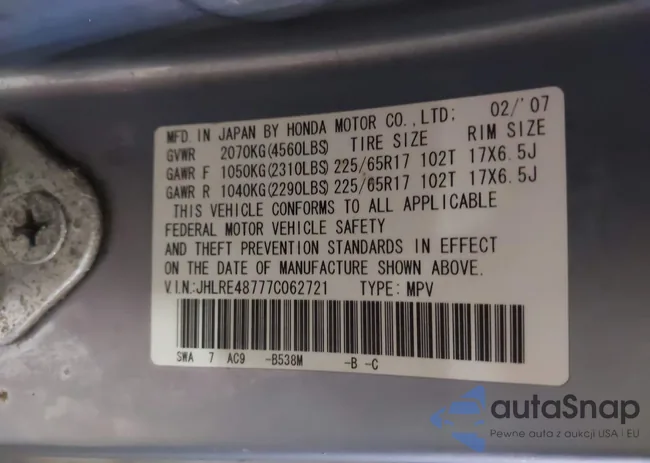 MFD. IN JAPAN BY HONDA MOTOR CO., LTD; 02/'07
GVWR 2070KG(4560LBS) TIRE SIZE RIM SIZE
GAWR F 1050KG(2310LBS) 225/65R17 102T 17X6.5J
GAWR R 1040KG(2290LBS) 225/65R17 102T 17X6.5J
THIS VEHICLE CONFORMS TO ALL APPLICABLE
FEDERAL MOTOR VEHICLE SAFETY
AND THEFT PREVENTION STANDARDS IN EFFECT
ON THE DATE OF MANUFACTURE SHOWN ABOVE.
V.I.N.:JHLRE48777C062721 TYPE: MPV
SWA 7 AC9 -B538M -B -C
autaSnap
Pewne auta z aukcji USA i EU